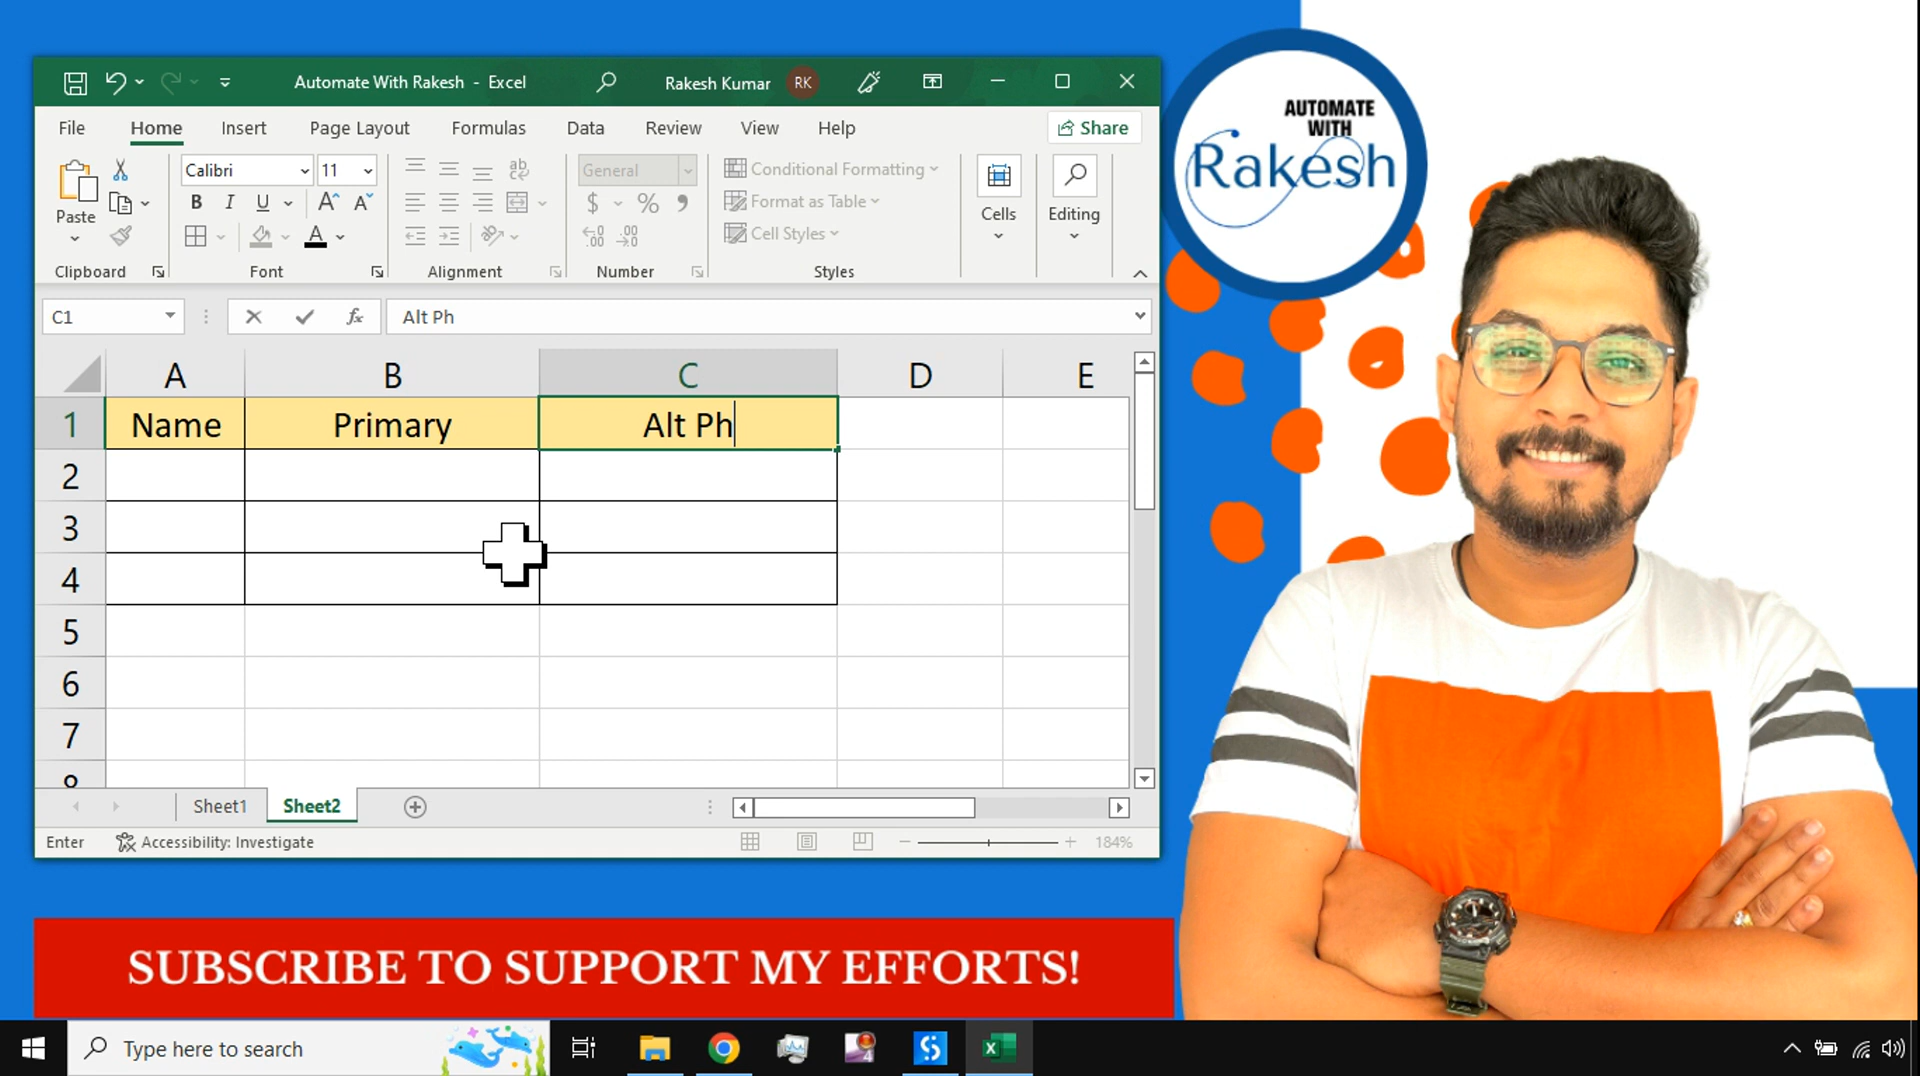 Automate With Rakesh - Excel
Rakesh Kumar RK
File Home Insert Page Layout Formulas Data Review View Help Share
Calibri 11 ab General Conditional Formatting
Paste B I U A A $ % Format as Table Cells Editing
A Cell Styles
Clipboard Font Alignment Number Styles
C1 fx Alt Ph
A B C D E
1 Name Primary Alt Ph
2
3
4
5
6
7
8
Sheet1 Sheet2
Enter Accessibility: Investigate 184%
AUTOMATE
WITH
Rakesh
SUBSCRIBE TO SUPPORT MY EFFORTS!
Type here to search